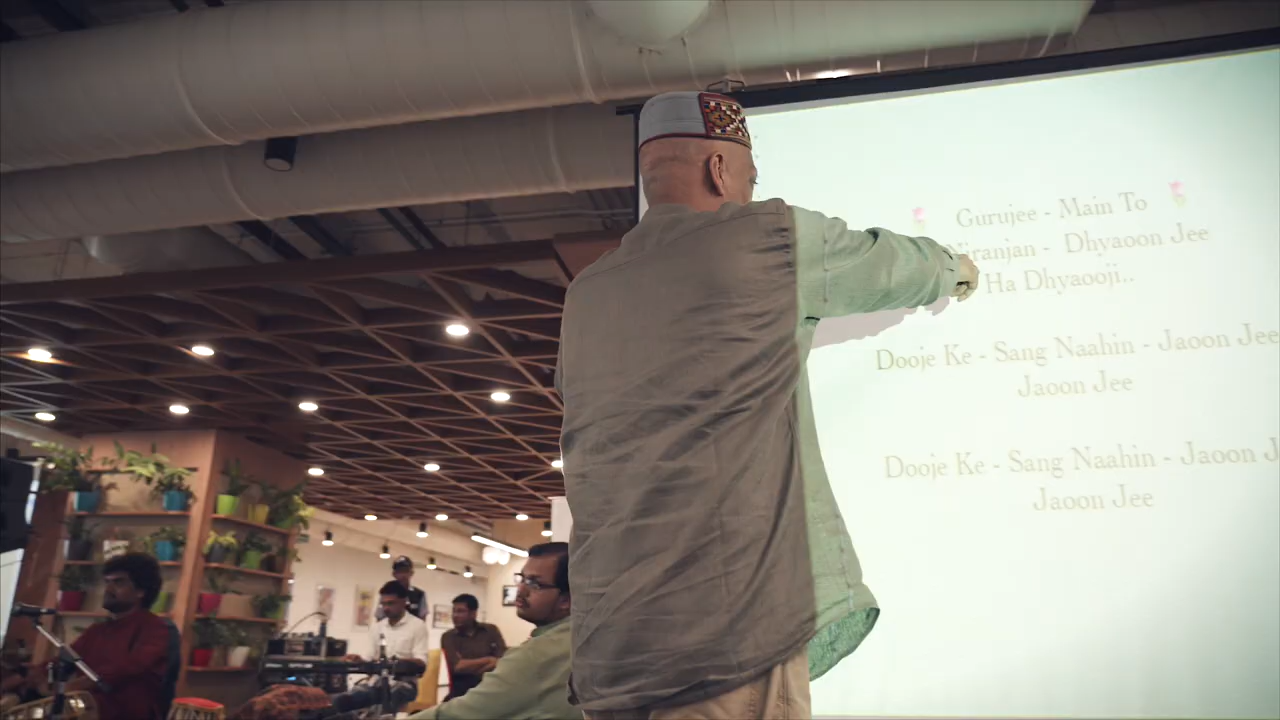 Gurujee - Main To
Niranjan - Dhyaoon Jee
Ha Dhyaooji..
Dooje Ke - Sang Naahin - Jaoon Jee
Jaoon Jee
Dooje Ke - Sang Naahin - Jaoon J
Jaoon Jee